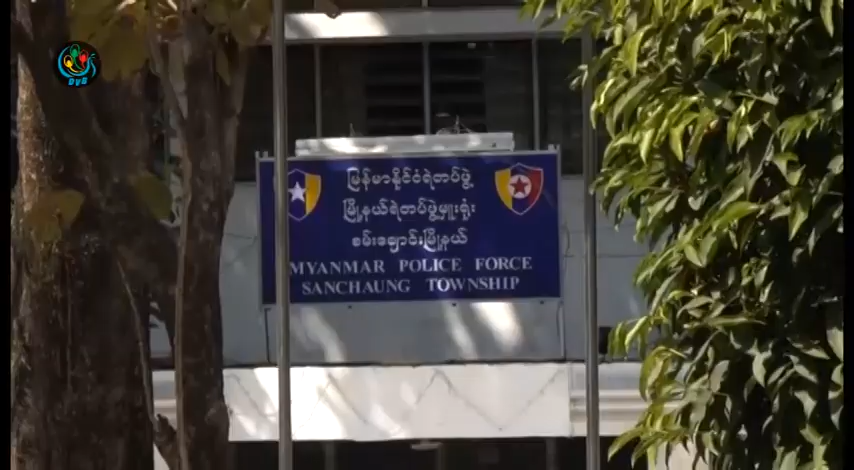 DVB
မြန်မာနိုင်ငံရဲတပ်ဖွဲ့
မြို့နယ်ရဲတပ်ဖွဲ့မှူးရုံး
စမ်းချောင်းမြို့နယ်
MYANMAR POLICE FORCE
SANCHAUNG TOWNSHIP